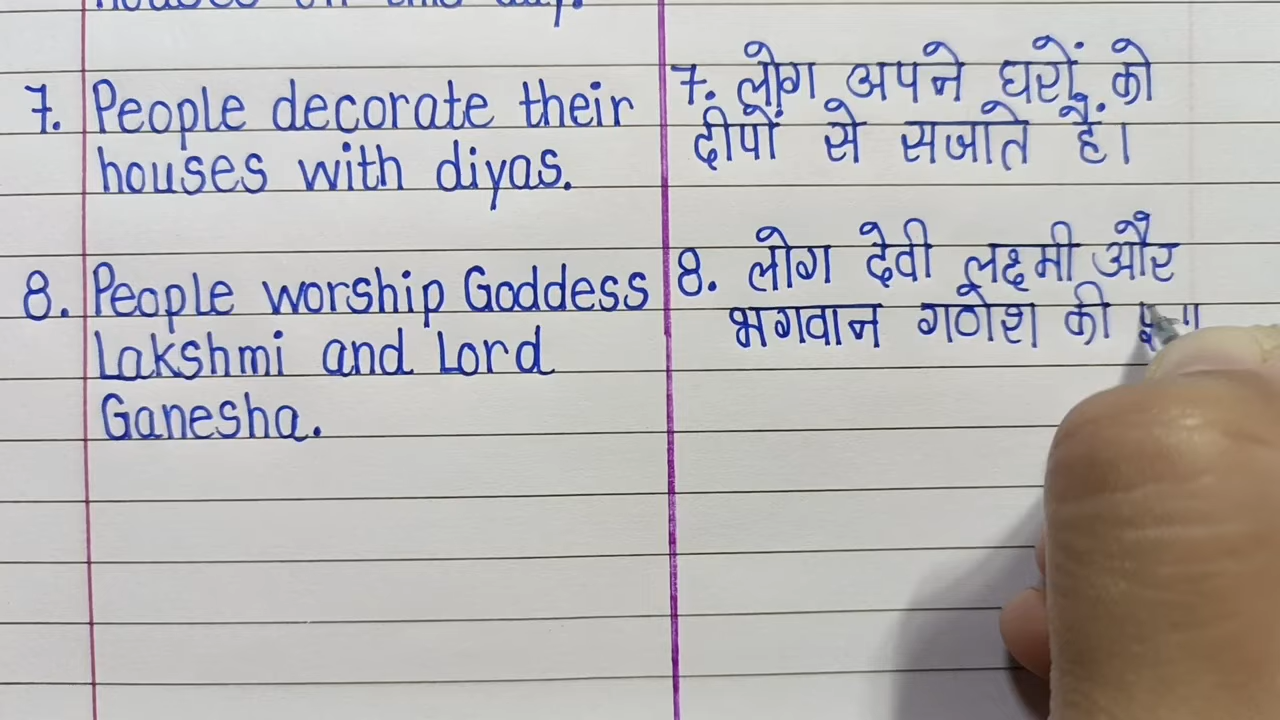 7. People decorate their
houses with diyas.
8. People worship Goddess
Lakshmi and Lord
Ganesha.
7. लोग अपने घरों को
दीपों से सजाते हैं।
8. लोग देवी लक्ष्मी और
भगवान गणेश की